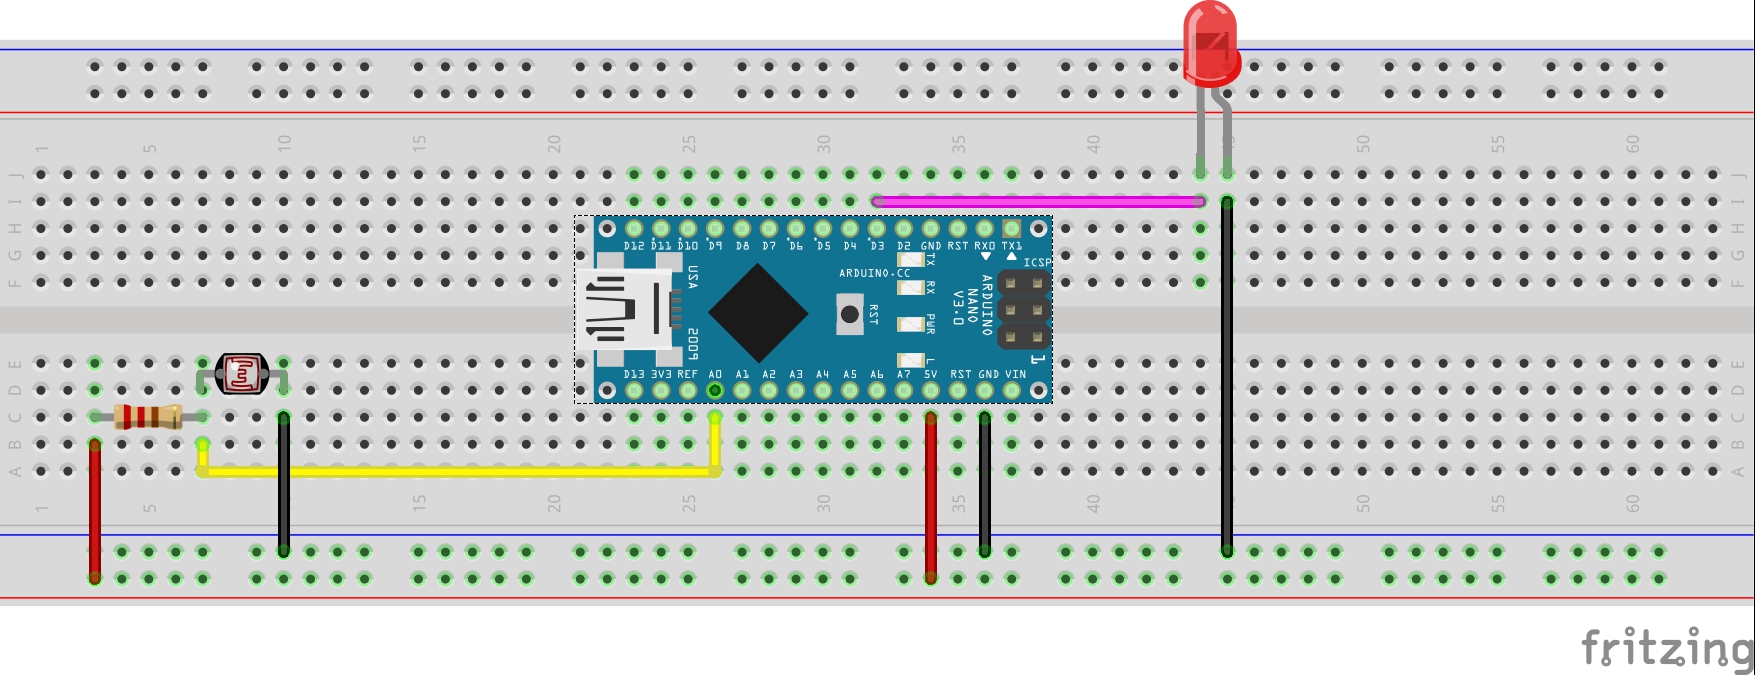 1 5 10 15 20 25 30 35 40 50 55 60
J J
I I
H H
G G
F F
D12 D11 D10 D9 D8 D7 D6 D5 D4 D3 D2 GND RST RX0 TX1
ICSP
USA
ARDUINO.CC
TX
RX
RST
PWR
L
ARDUINO
NANO
V3.0
2009
1
D13 3V3 REF A0 A1 A2 A3 A4 A5 A6 A7 5V RST GND VIN
E E
D D
C C
B B
A A
1 5 15 20 25 30 35 40 50 55 60
fritzing